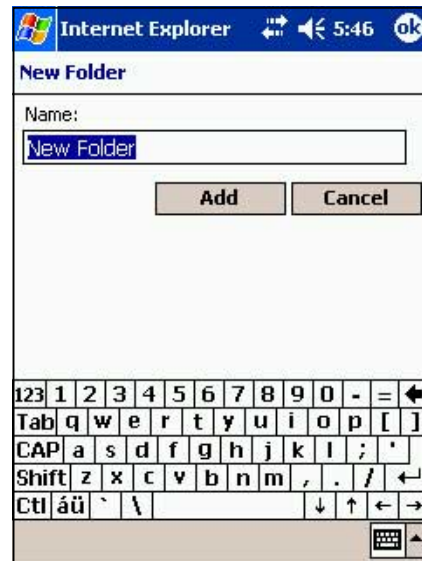 Internet Explorer 5:46 ok
New Folder
Name:
New Folder
Add Cancel
123 1 2 3 4 5 6 7 8 9 0 - =
Tab q w e r t y u i o p [ ]
CAP a s d f g h j k l ; '
Shift z x c v b n m , . /
Ctl áü ` \